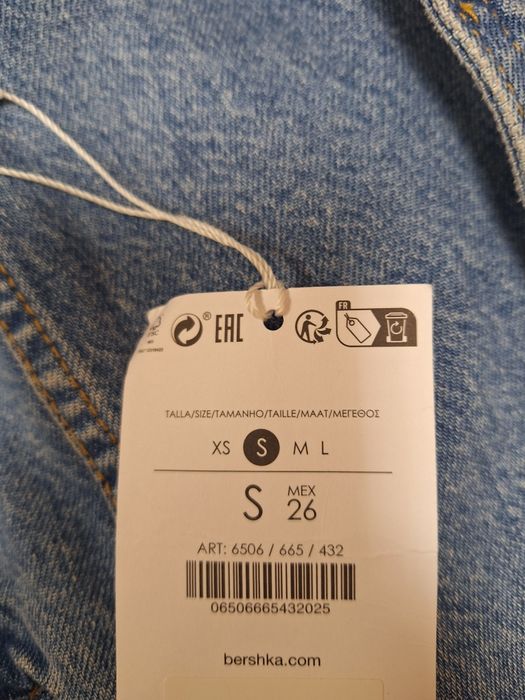 ® EAC
FR
TALLA/SIZE/TAMANHO/TAILLE/MAAT/ΜΕΓΕΘΟΣ
XS S M L
S MEX 26
ART: 6506 / 665 / 432
06506665432025
bershka.com